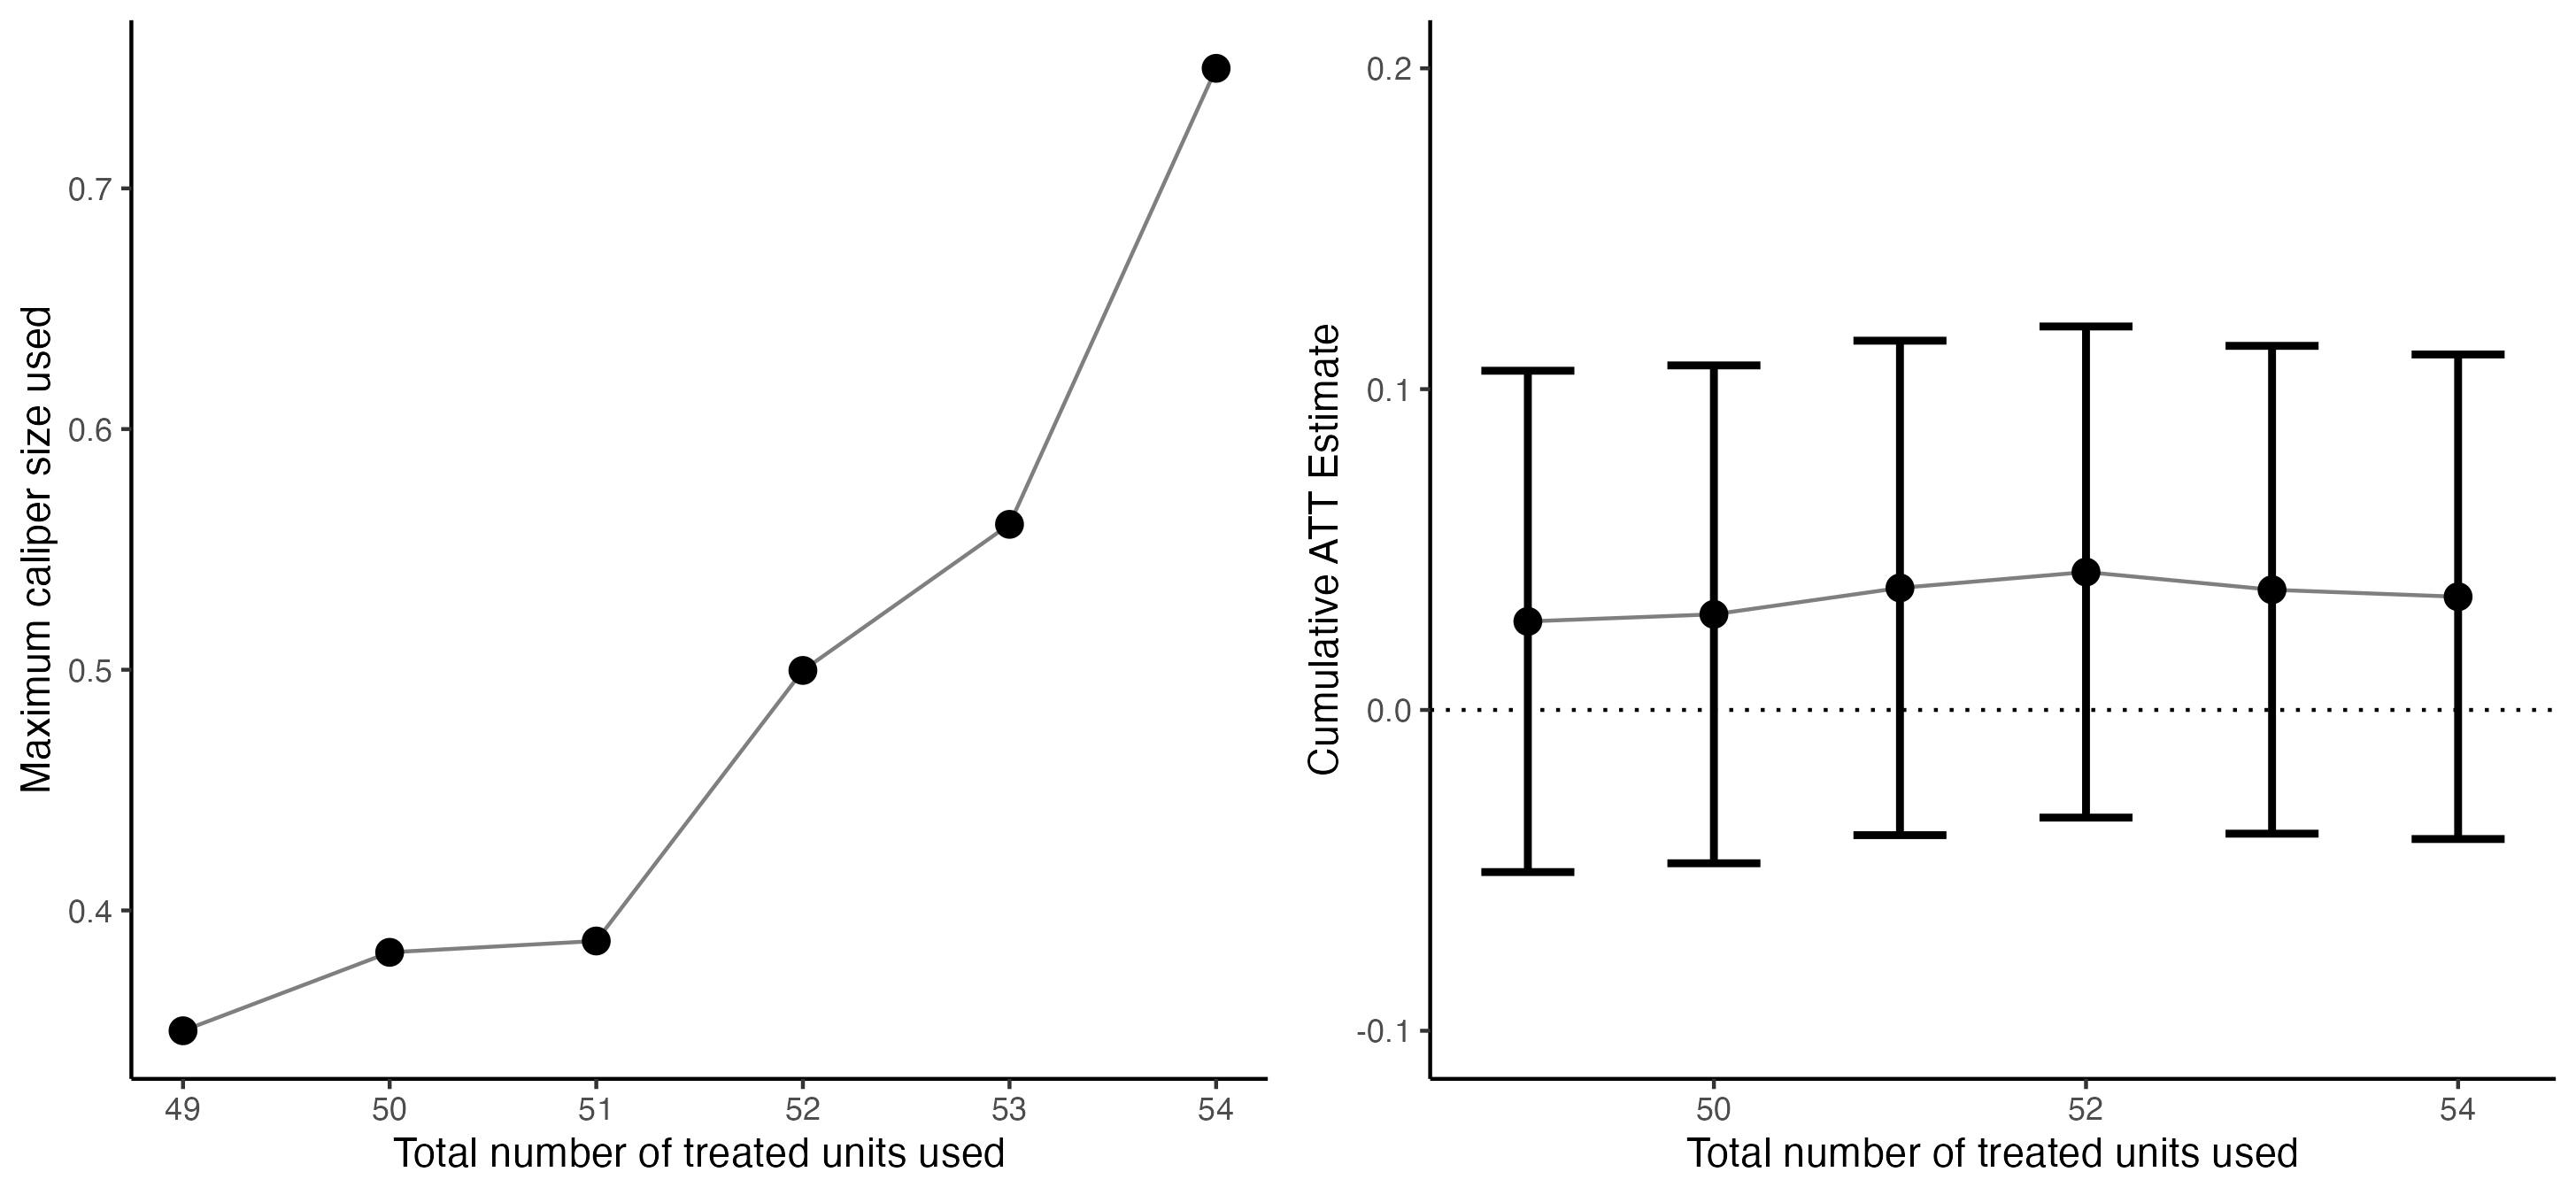 Maximum caliper size used
0.7
0.6
0.5
0.4
49 50 51 52 53 54
Total number of treated units used
Cumulative ATT Estimate
0.2
0.1
0.0
-0.1
50 52 54
Total number of treated units used